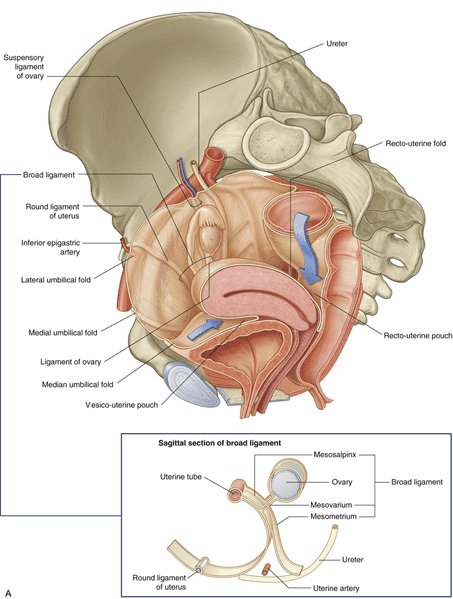 Suspensory
ligament
of ovary
Ureter
Recto-uterine fold
Broad ligament
Round ligament
of uterus
Inferior epigastric
artery
Lateral umbilical fold
Medial umbilical fold
Recto-uterine pouch
Ligament of ovary
Median umbilical fold
Vesico-uterine pouch
Sagittal section of broad ligament
Mesosalpinx
Uterine tube
Ovary
Broad ligament
Mesovarium
Mesometrium
Ureter
Round ligament
of uterus
Uterine artery
A